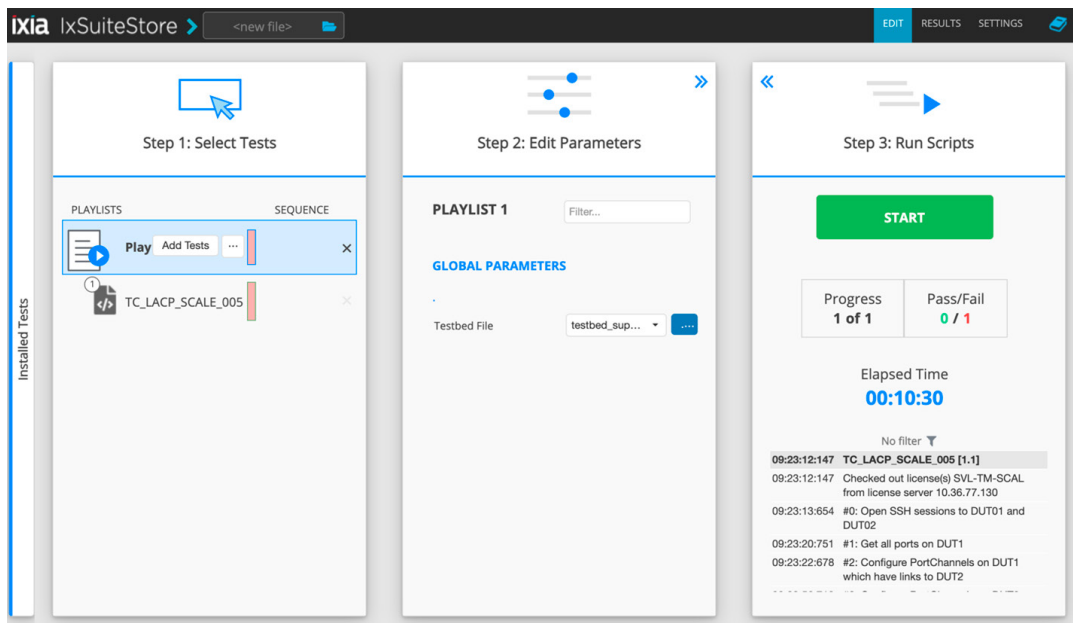 ixia IxSuiteStore <new file>
EDIT RESULTS SETTINGS
Installed Tests
Step 1: Select Tests
PLAYLISTS SEQUENCE
Play Add Tests ... ×
1
</> TC_LACP_SCALE_005 ×
Step 2: Edit Parameters
PLAYLIST 1 Filter...
GLOBAL PARAMETERS
.
Testbed File testbed_sup... ....
Step 3: Run Scripts
START
Progress Pass/Fail
1 of 1 0 / 1
Elapsed Time
00:10:30
No filter
09:23:12:147 TC_LACP_SCALE_005 [1.1]
09:23:12:147 Checked out license(s) SVL-TM-SCAL
from license server 10.36.77.130
09:23:13:654 #0: Open SSH sessions to DUT01 and
DUT02
09:23:20:751 #1: Get all ports on DUT1
09:23:22:678 #2: Configure PortChannels on DUT1
which have links to DUT2